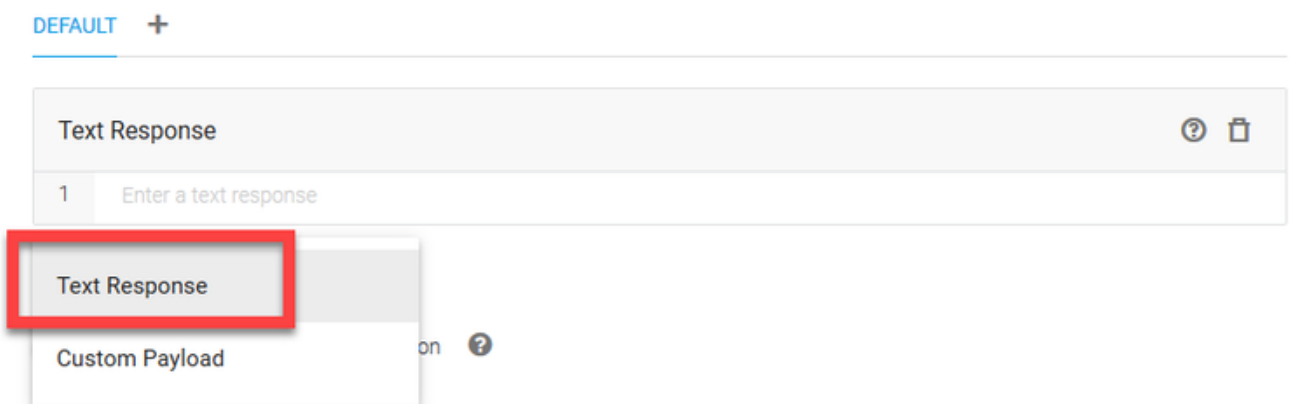 DEFAULT +
Text Response
1 Enter a text response
Text Response
on
Custom Payload